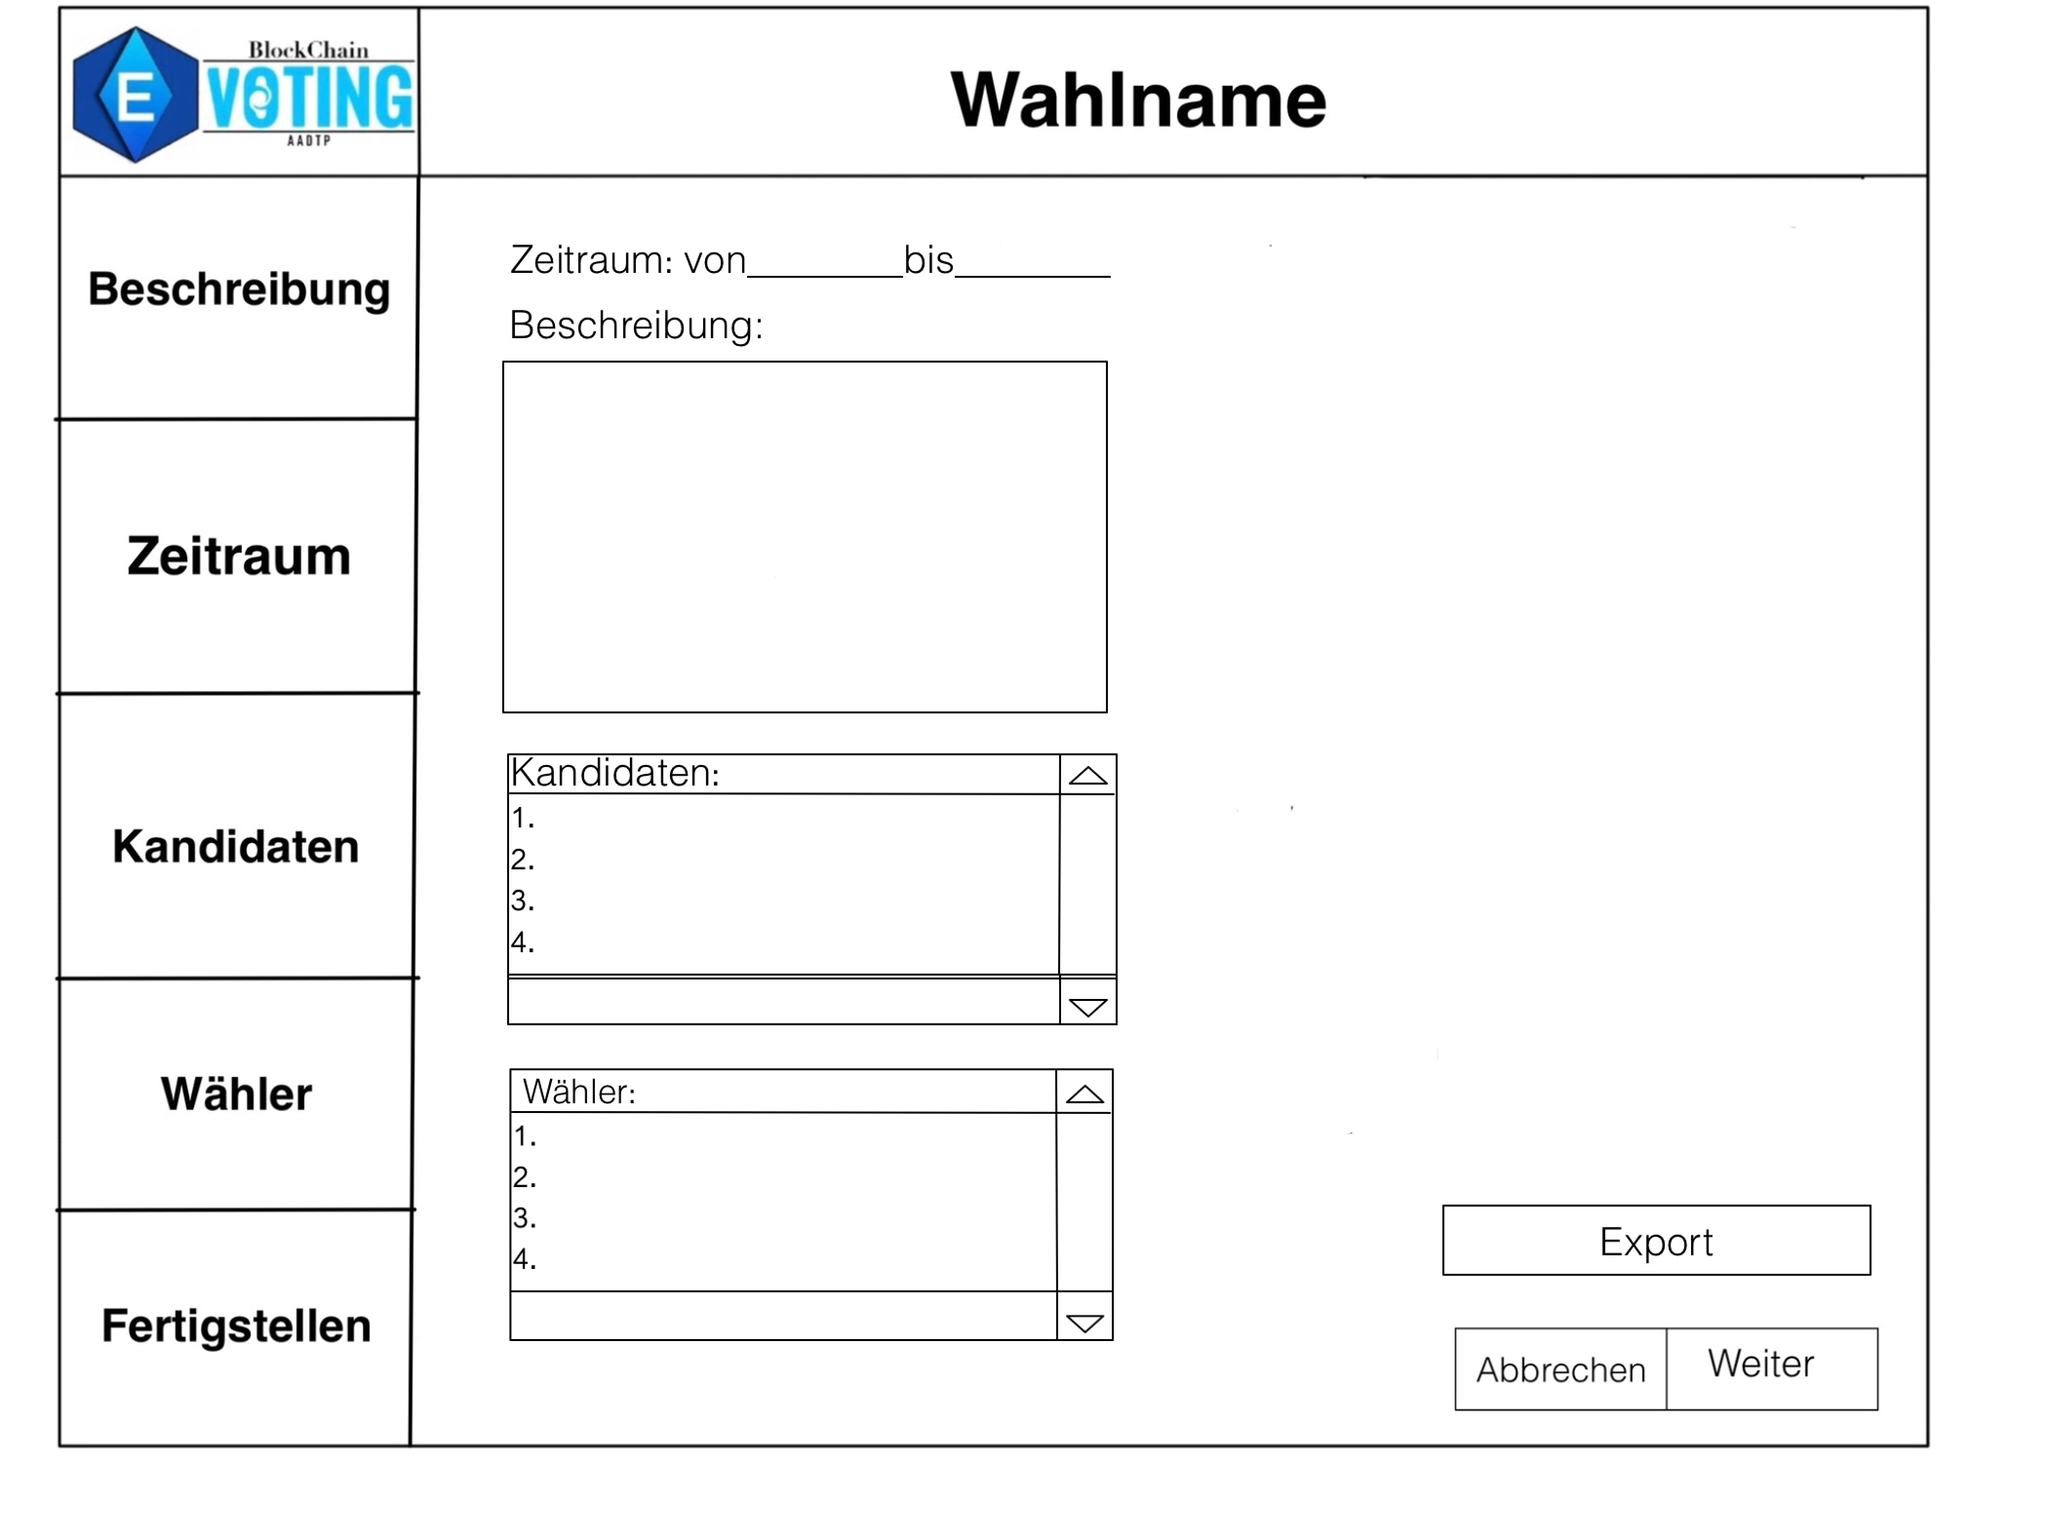 BlockChain
E VOTING
AADTP
Wahlname
Beschreibung
Zeitraum
Kandidaten
Wähler
Fertigstellen
Zeitraum: von________bis________
Beschreibung:
Kandidaten:
1.
2.
3.
4.
Wähler:
1.
2.
3.
4.
Export
Abbrechen Weiter